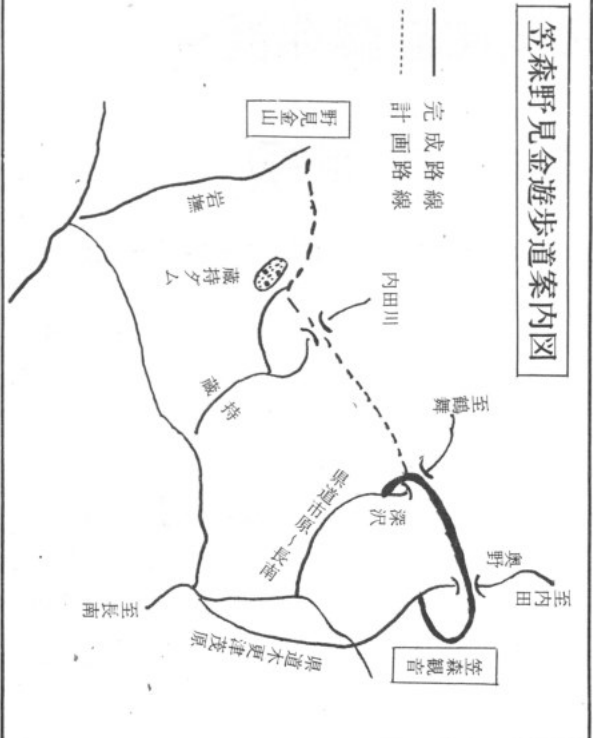 笠森野見金遊歩道案内図
完成路線
計画路線
野見金山
岩撫
蔵持ダム
内田川
蔵持
至鶴舞
深沢
県道市原〜長南
奥野
至内田
至長南
県道木更津茂原
笠森観音